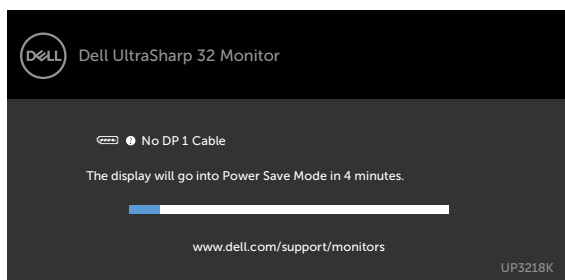 DELL
Dell UltraSharp 32 Monitor
? No DP 1 Cable
The display will go into Power Save Mode in 4 minutes.
www.dell.com/support/monitors
UP3218K